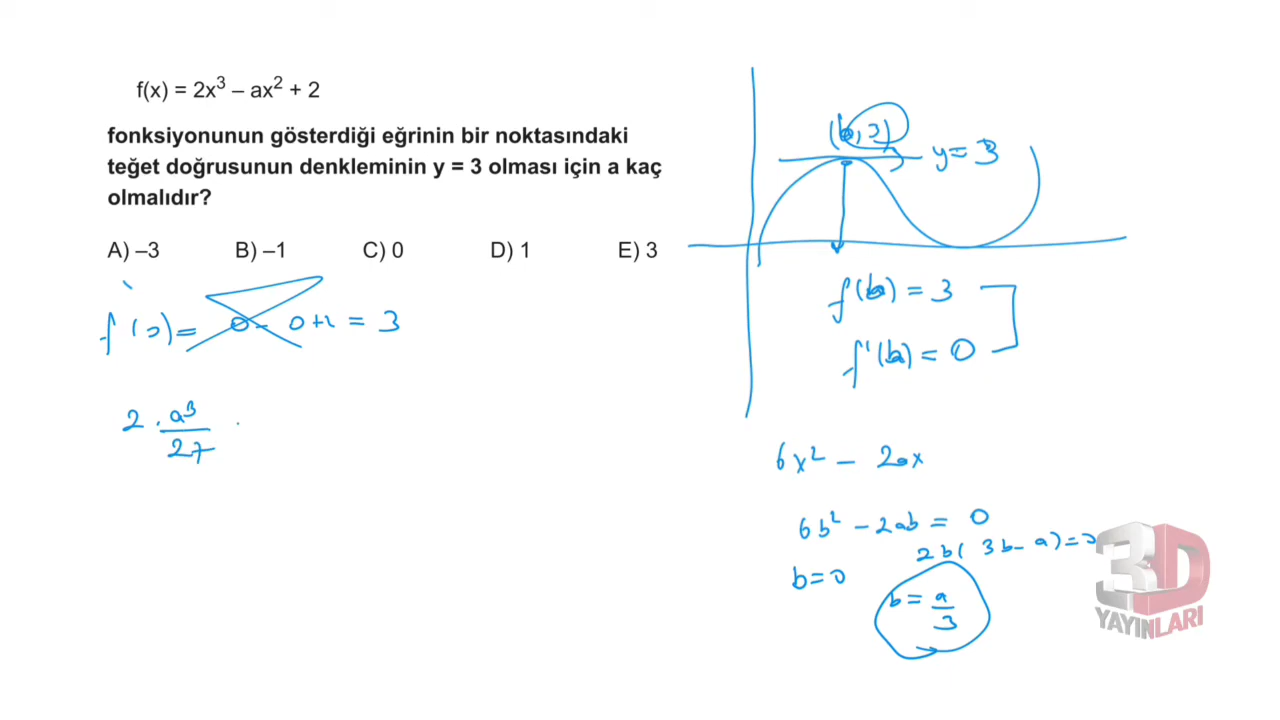 f(x) = 2x³ – ax² + 2
fonksiyonunun gösterdiği eğrinin bir noktasındaki
teğet doğrusunun denkleminin y = 3 olması için a kaç
olmalıdır?
A) –3 B) –1 C) 0 D) 1 E) 3
f(0) = 0 - 0+2 = 3
2 . a³/27
(b, 3)
y = 3
f(b) = 3
f'(b) = 0
6x² - 2ax
6b² - 2ab = 0
2b( 3b - a) = 0
b = 0
b = a/3
3D
YAYINLARI